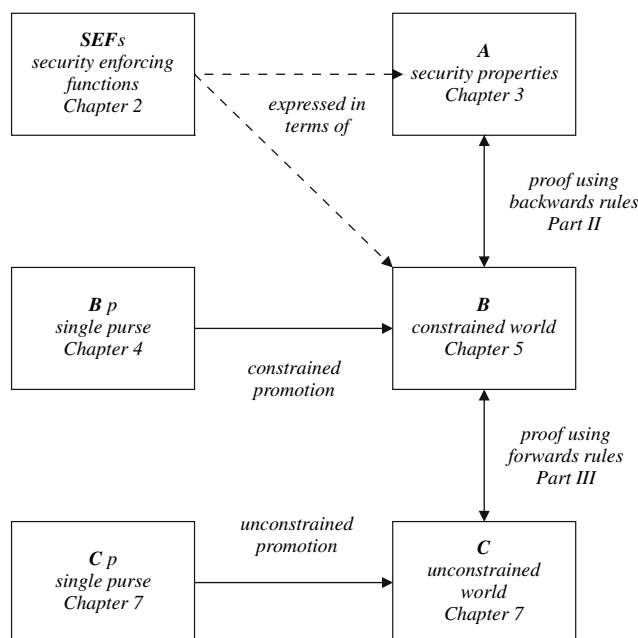 SEFs
security enforcing
functions
Chapter 2
A
security properties
Chapter 3
expressed in
terms of
proof using
backwards rules
Part II
B p
single purse
Chapter 4
B
constrained world
Chapter 5
constrained
promotion
proof using
forwards rules
Part III
unconstrained
promotion
C p
single purse
Chapter 7
C
unconstrained
world
Chapter 7